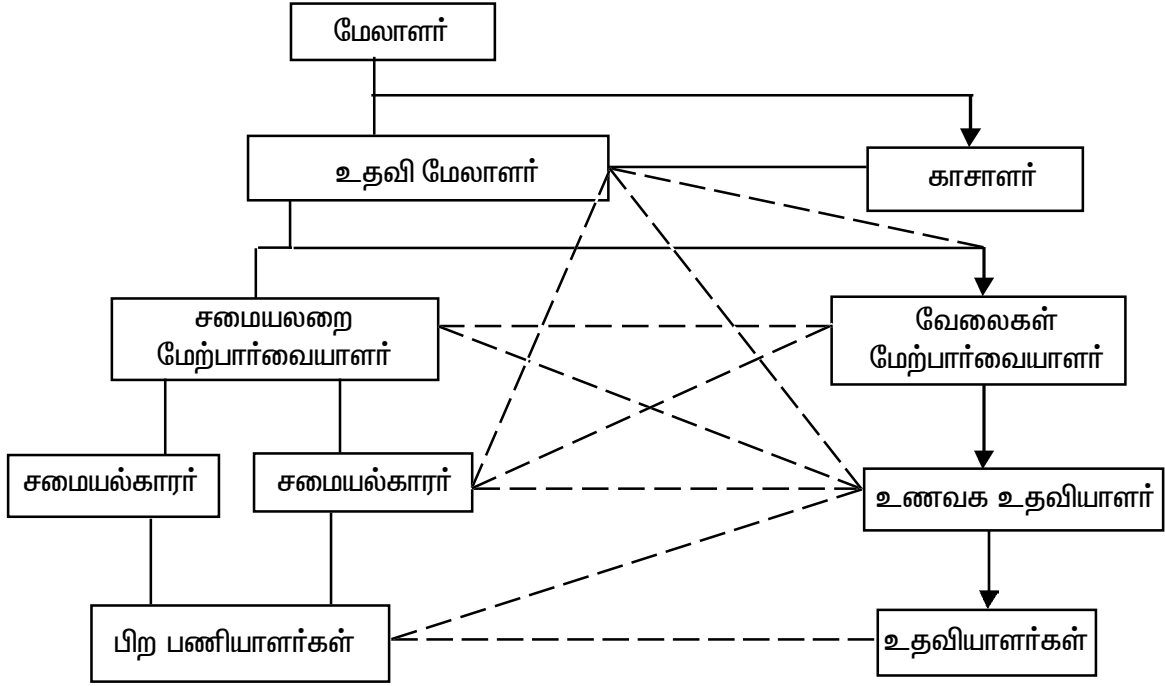 மேலாளர்
உதவி மேலாளர்
காசாளர்
சமையலறை
மேற்பார்வையாளர்
வேலைகள்
மேற்பார்வையாளர்
சமையல்காரர்
சமையல்காரர்
உணவக உதவியாளர்
பிற பணியாளர்கள்
உதவியாளர்கள்